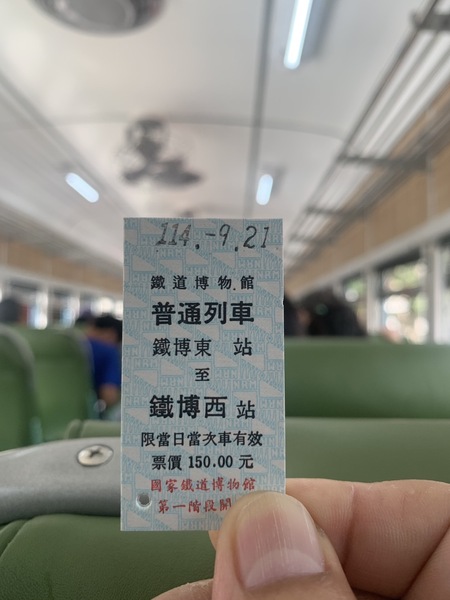 114.-9.21
鐵道博物館
普通列車
鐵博東 站
至
鐵博西 站
限當日當次車有效
票價 150.00 元
國家鐵道博物館
第一階段開